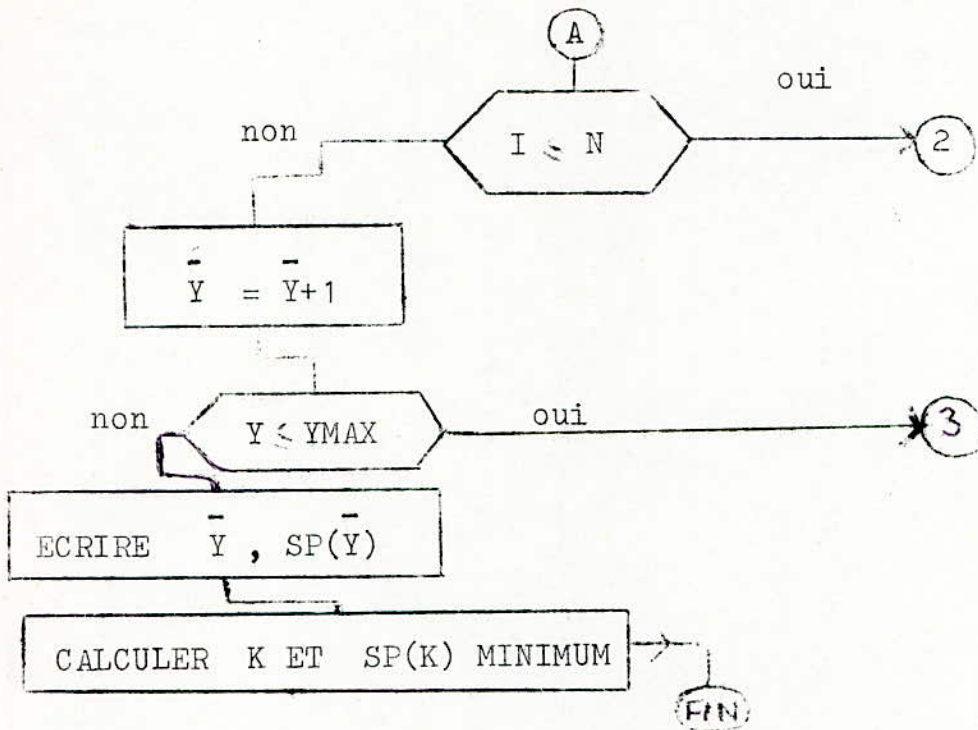 A
oui
non
I ≤ N
2
Ȳ = Ȳ+1
non
Y ≤ YMAX
oui
3
ECRIRE Ȳ , SP(Ȳ)
CALCULER K ET SP(K) MINIMUM
FIN